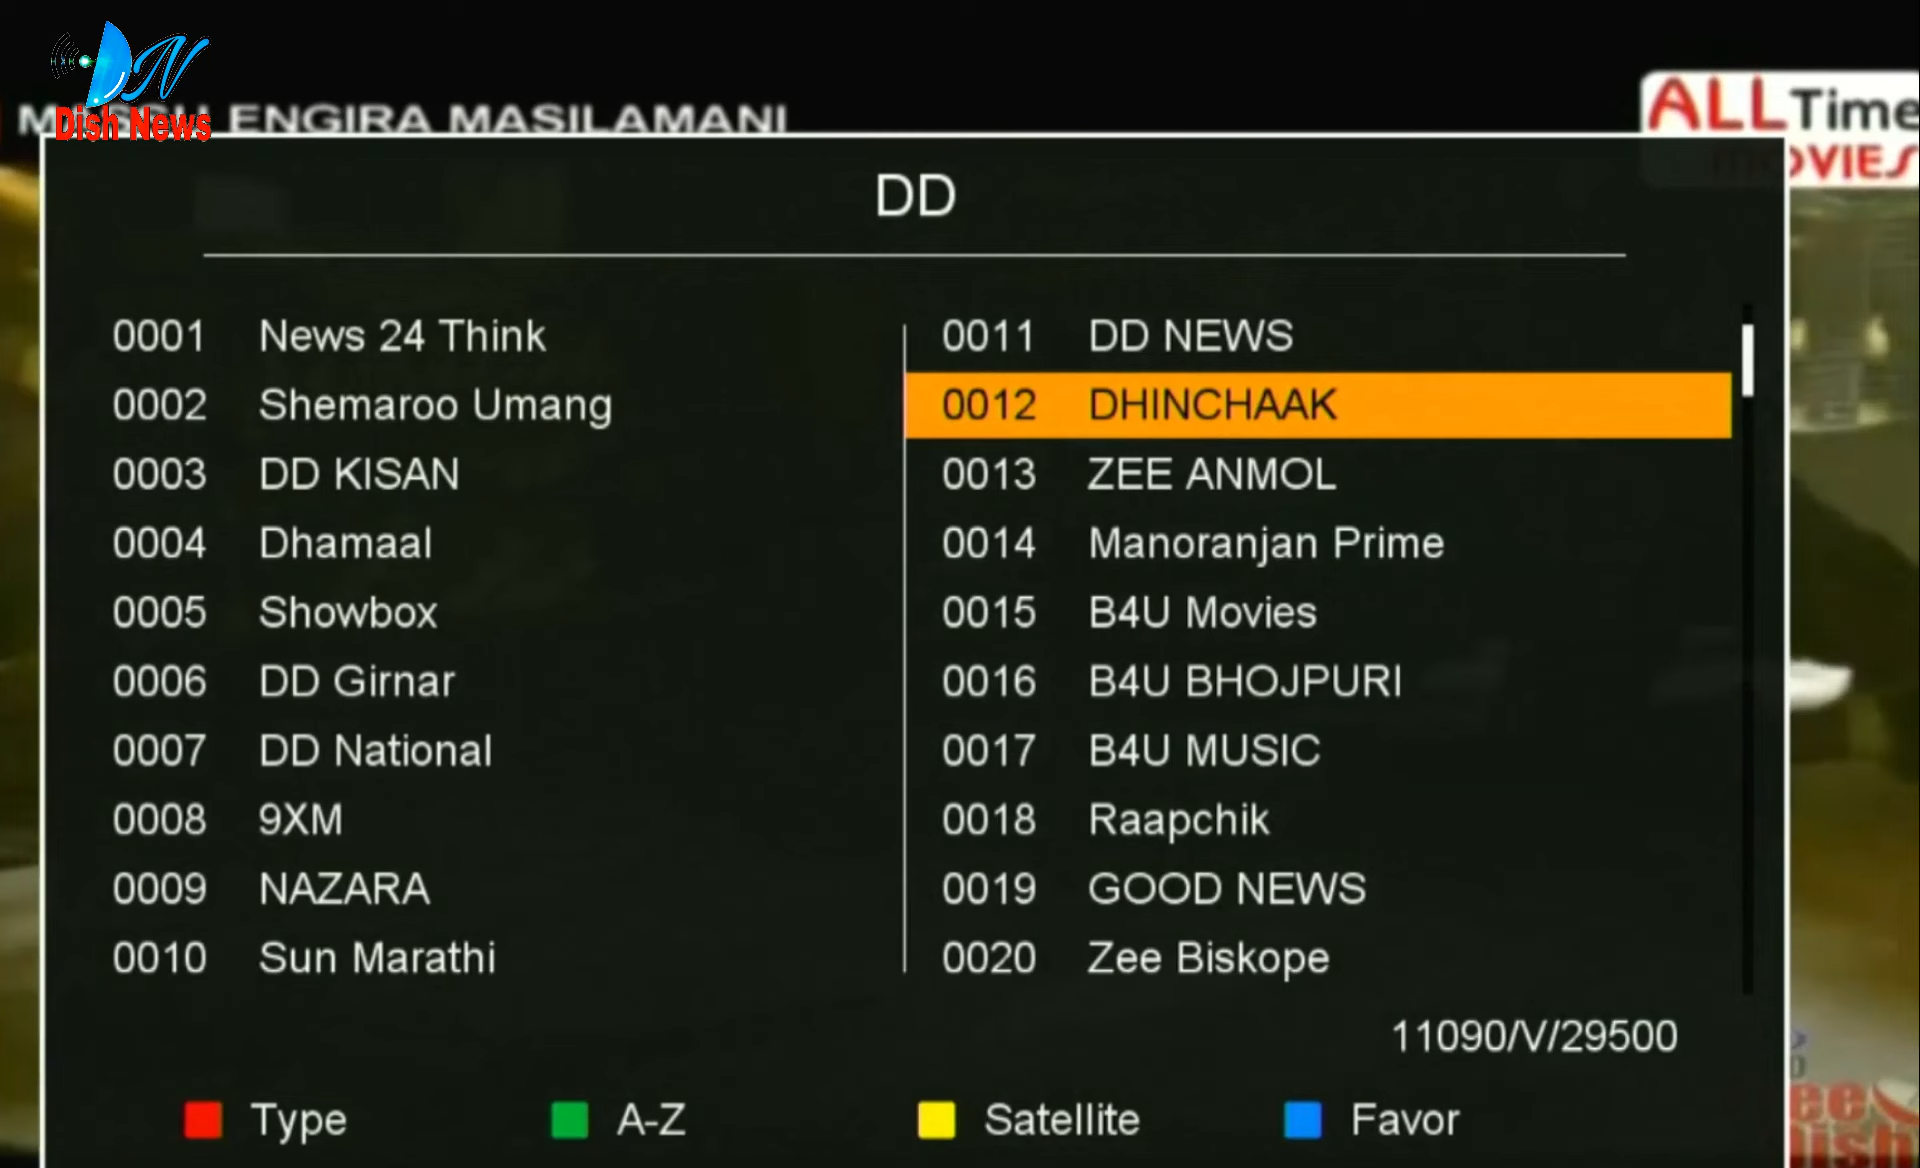 DN
Dish News
ENGIRA MASILAMANI
ALL Time
MOVIES
DD
0001 News 24 Think
0002 Shemaroo Umang
0003 DD KISAN
0004 Dhamaal
0005 Showbox
0006 DD Girnar
0007 DD National
0008 9XM
0009 NAZARA
0010 Sun Marathi
0011 DD NEWS
0012 DHINCHAAK
0013 ZEE ANMOL
0014 Manoranjan Prime
0015 B4U Movies
0016 B4U BHOJPURI
0017 B4U MUSIC
0018 Raapchik
0019 GOOD NEWS
0020 Zee Biskope
11090/V/29500
Type A-Z Satellite Favor